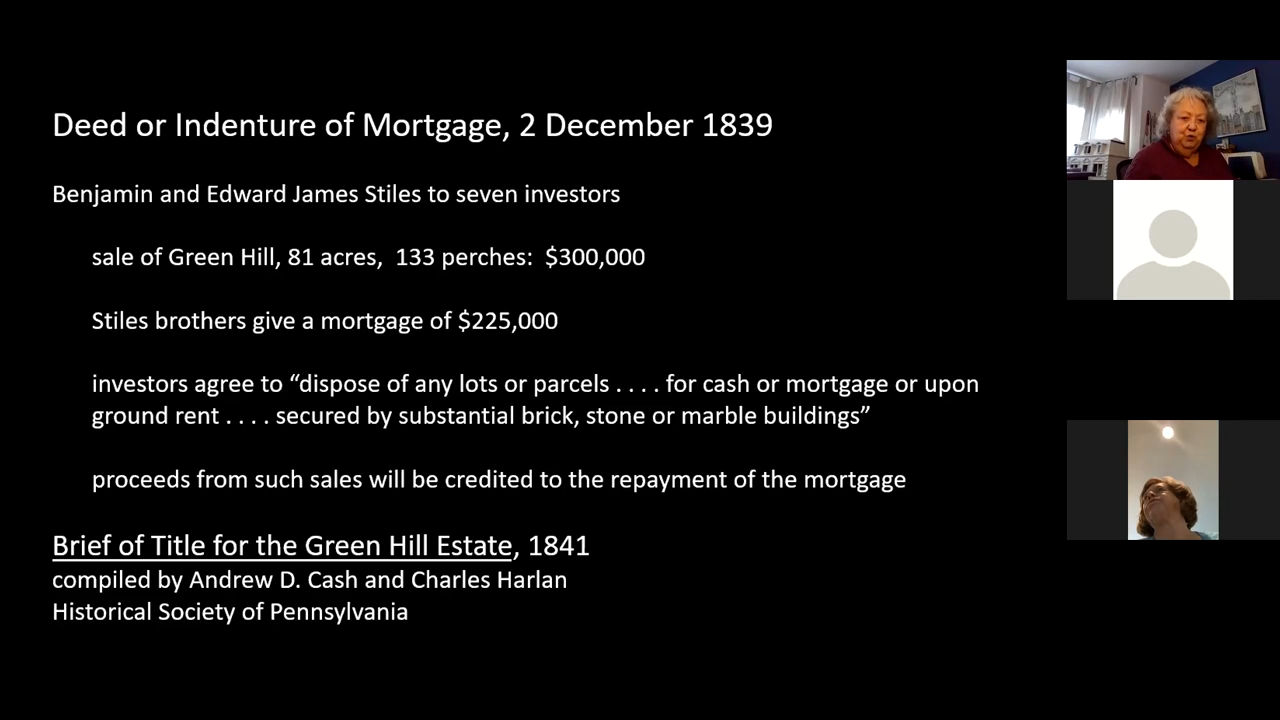 Deed or Indenture of Mortgage, 2 December 1839
Benjamin and Edward James Stiles to seven investors
sale of Green Hill, 81 acres,  133 perches:  $300,000
Stiles brothers give a mortgage of $225,000
investors agree to “dispose of any lots or parcels . . . . for cash or mortgage or upon
ground rent . . . . secured by substantial brick, stone or marble buildings”
proceeds from such sales will be credited to the repayment of the mortgage
Brief of Title for the Green Hill Estate, 1841
compiled by Andrew D. Cash and Charles Harlan
Historical Society of Pennsylvania